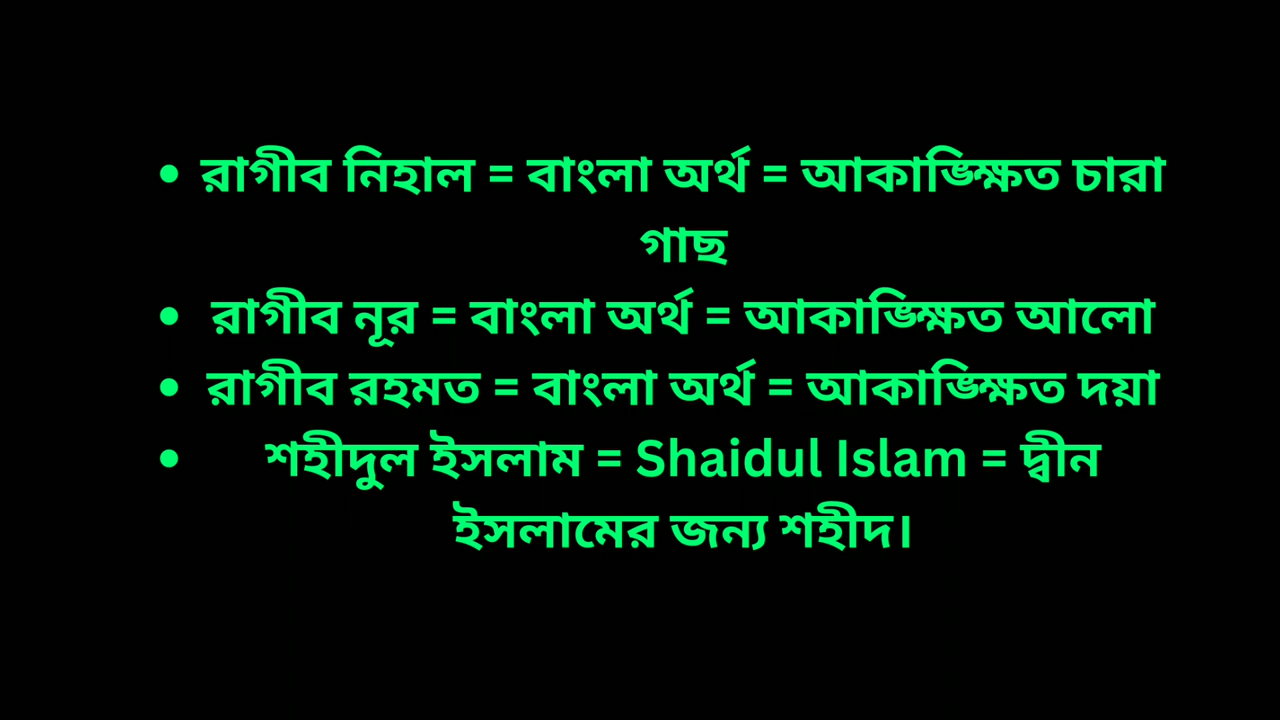 • রাগীব নিহাল = বাংলা অর্থ = আকাঙ্ক্ষিত চারা
গাছ
• রাগীব নূর = বাংলা অর্থ = আকাঙ্ক্ষিত আলো
• রাগীব রহমত = বাংলা অর্থ = আকাঙ্ক্ষিত দয়া
• শহীদুল ইসলাম = Shaidul Islam = দ্বীন
ইসলামের জন্য শহীদ।